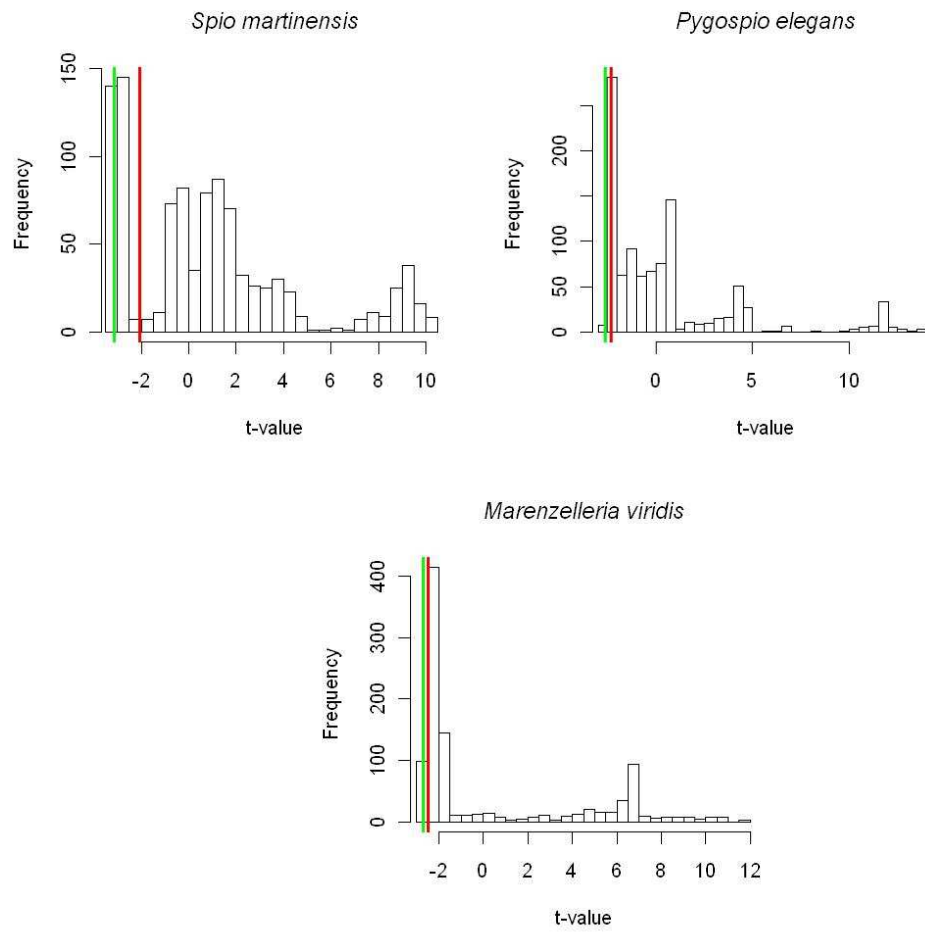 Spio martinensis
Frequency
150
100
50
0
-2 0 2 4 6 8 10
t-value
Pygospio elegans
Frequency
200
100
50
0
0 5 10
t-value
Marenzelleria viridis
Frequency
400
300
200
100
0
-2 0 2 4 6 8 10 12
t-value